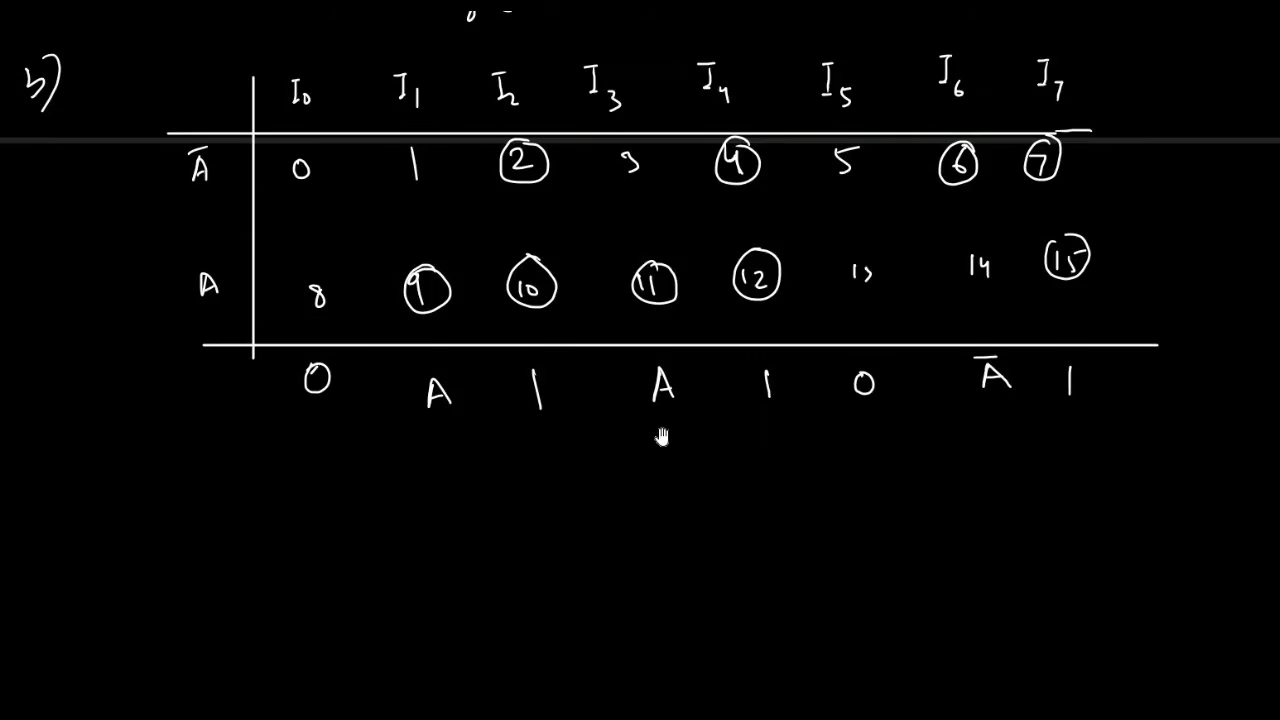 b)
I₀ I₁ I₂ I₃ I₄ I₅ I₆ I₇
Ā 0 1 2 3 4 5 6 7
A 8 9 10 11 12 13 14 15
0 A 1 A 1 0 Ā 1